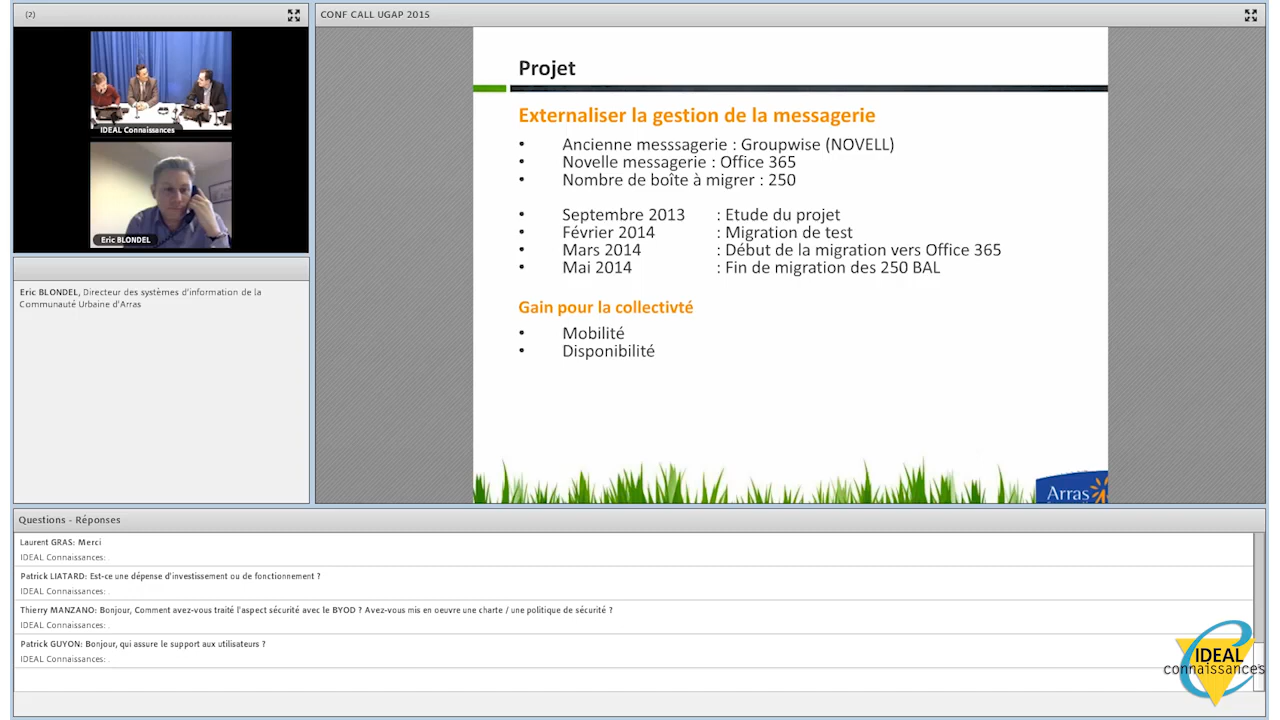 (2)
IDEAL Connaissances
Eric BLONDEL
Eric BLONDEL, Directeur des systèmes d'information de la
Communauté Urbaine d'Arras
CONF CALL UGAP 2015
Projet
Externaliser la gestion de la messagerie
• Ancienne messsagerie : Groupwise (NOVELL)
• Novelle messagerie : Office 365
• Nombre de boîte à migrer : 250
• Septembre 2013 : Etude du projet
• Février 2014 : Migration de test
• Mars 2014 : Début de la migration vers Office 365
• Mai 2014 : Fin de migration des 250 BAL
Gain pour la collectivté
• Mobilité
• Disponibilité
Arras
Questions - Réponses
Laurent GRAS: Merci
IDEAL Connaissances: .
Patrick LIATARD: Est-ce une dépense d'investissement ou de fonctionnement ?
IDEAL Connaissances: .
Thierry MANZANO: Bonjour, Comment avez-vous traité l'aspect sécurité avec le BYOD ? Avez-vous mis en oeuvre une charte / une politique de sécurité ?
IDEAL Connaissances: .
Patrick GUYON: Bonjour, qui assure le support aux utilisateurs ?
IDEAL Connaissances: .
IDEAL
connaissances